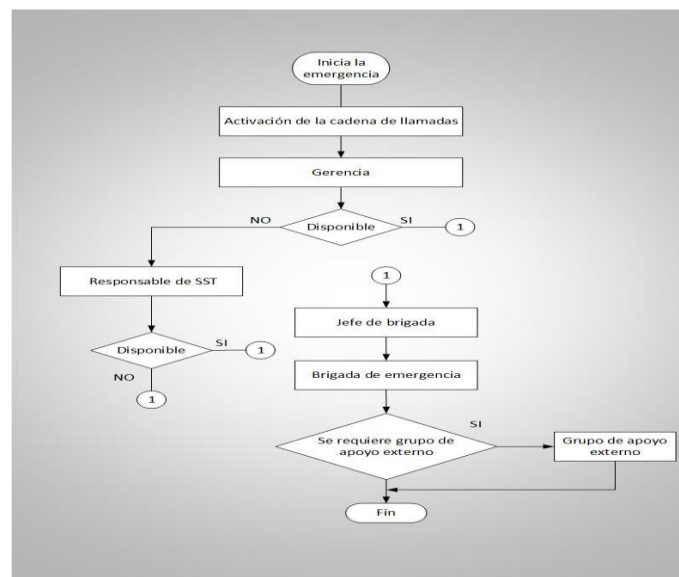 Inicia la
emergencia
Activación de la cadena de llamadas
Gerencia
NO
Disponible
SI
1
Responsable de SST
Disponible
SI
1
NO
1
1
Jefe de brigada
Brigada de emergencia
Se requiere grupo de
apoyo externo
SI
Grupo de apoyo
externo
Fin